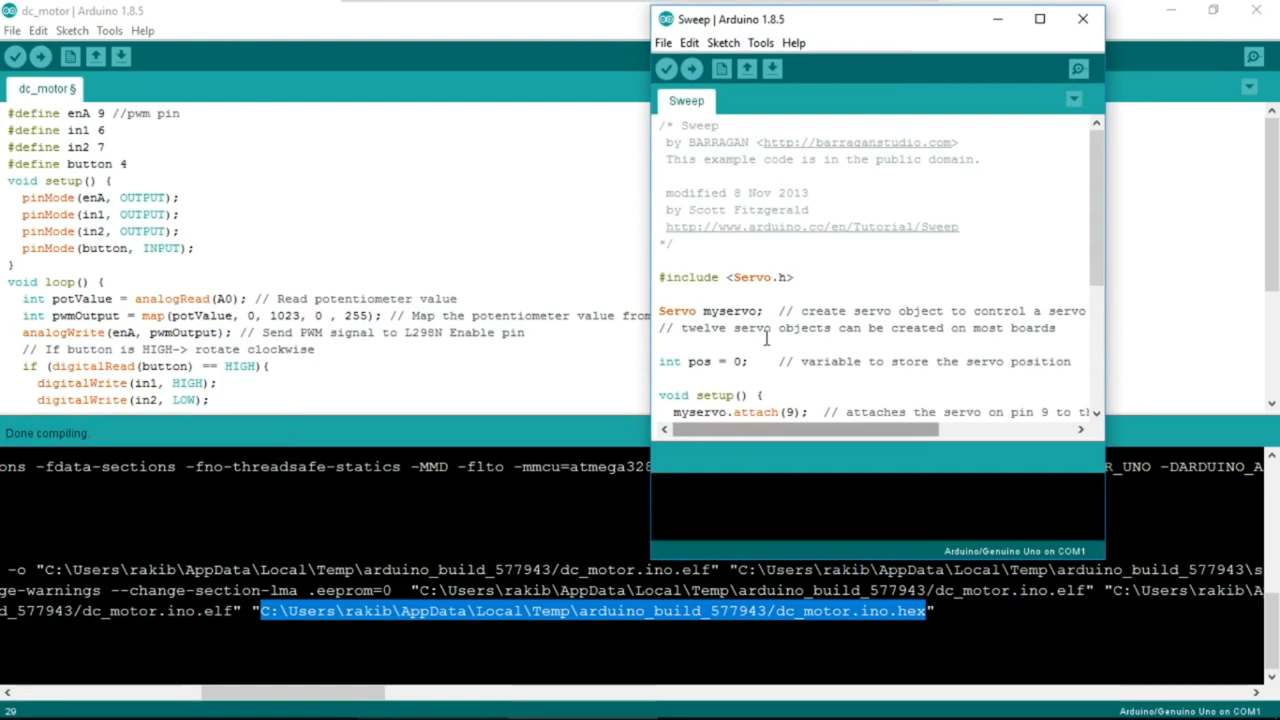 dc_motor | Arduino 1.8.5
File Edit Sketch Tools Help
dc_motor §
#define enA 9 //pwm pin
#define in1 6
#define in2 7
#define button 4
void setup() {
pinMode(enA, OUTPUT);
pinMode(in1, OUTPUT);
pinMode(in2, OUTPUT);
pinMode(button, INPUT);
}
void loop() {
int potValue = analogRead(A0); // Read potentiometer value
int pwmOutput = map(potValue, 0, 1023, 0 , 255); // Map the potentiometer value from
analogWrite(enA, pwmOutput); // Send PWM signal to L298N Enable pin
// If button is HIGH-> rotate clockwise
if (digitalRead(button) == HIGH){
digitalWrite(in1, HIGH);
digitalWrite(in2, LOW);
Sweep | Arduino 1.8.5
File Edit Sketch Tools Help
Sweep
/* Sweep
by BARRAGAN <http://barraganstudio.com>
This example code is in the public domain.
modified 8 Nov 2013
by Scott Fitzgerald
http://www.arduino.cc/en/Tutorial/Sweep
*/
#include <Servo.h>
Servo myservo; // create servo object to control a servo
// twelve servo objects can be created on most boards
int pos = 0; // variable to store the servo position
void setup() {
myservo.attach(9); // attaches the servo on pin 9 to th
Arduino/Genuino Uno on COM1
Done compiling.
ons -fdata-sections -fno-threadsafe-statics -MMD -flto -mmcu=atmega328 R_UNO -DARDUINO_A
-o "C:\Users\rakib\AppData\Local\Temp\arduino_build_577943/dc_motor.ino.elf" "C:\Users\rakib\AppData\Local\Temp\arduino_build_577943\s
ge-warnings --change-section-lma .eeprom=0 "C:\Users\rakib\AppData\Local\Temp\arduino_build_577943/dc_motor.ino.elf" "C:\Users\rakib\A
d_577943/dc_motor.ino.elf" "C:\Users\rakib\AppData\Local\Temp\arduino_build_577943/dc_motor.ino.hex"
29
Arduino/Genuino Uno on COM1